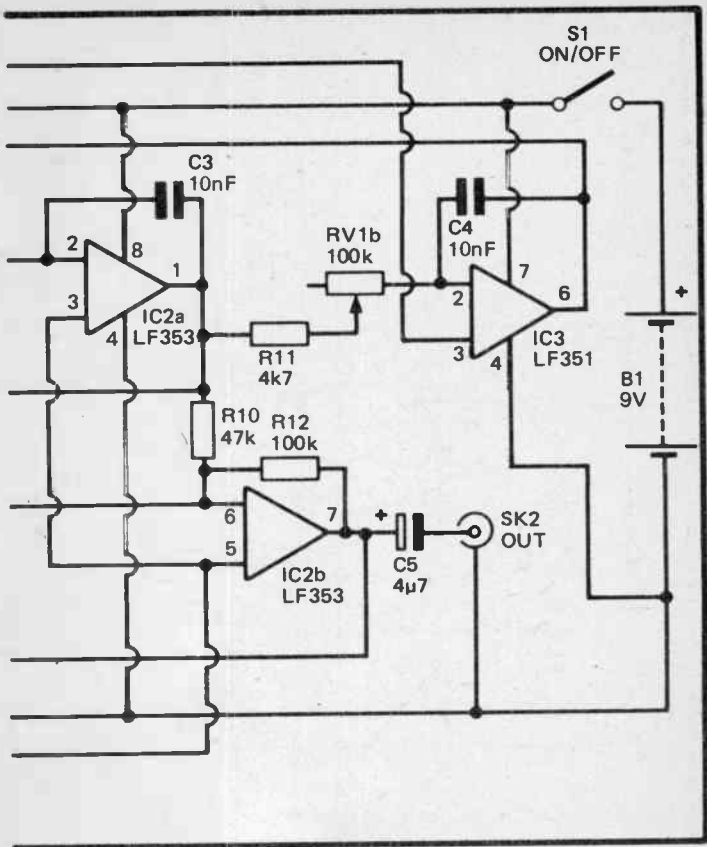 S1
ON/OFF
C3
10nF
RV1b
100k
C4
10nF
2
8
1
3
4
IC2a
LF353
2
7
6
3
4
IC3
LF351
+
B1
9V
R11
4k7
R10
47k
R12
100k
6
7
5
IC2b
LF353
+
C5
4µ7
SK2
OUT